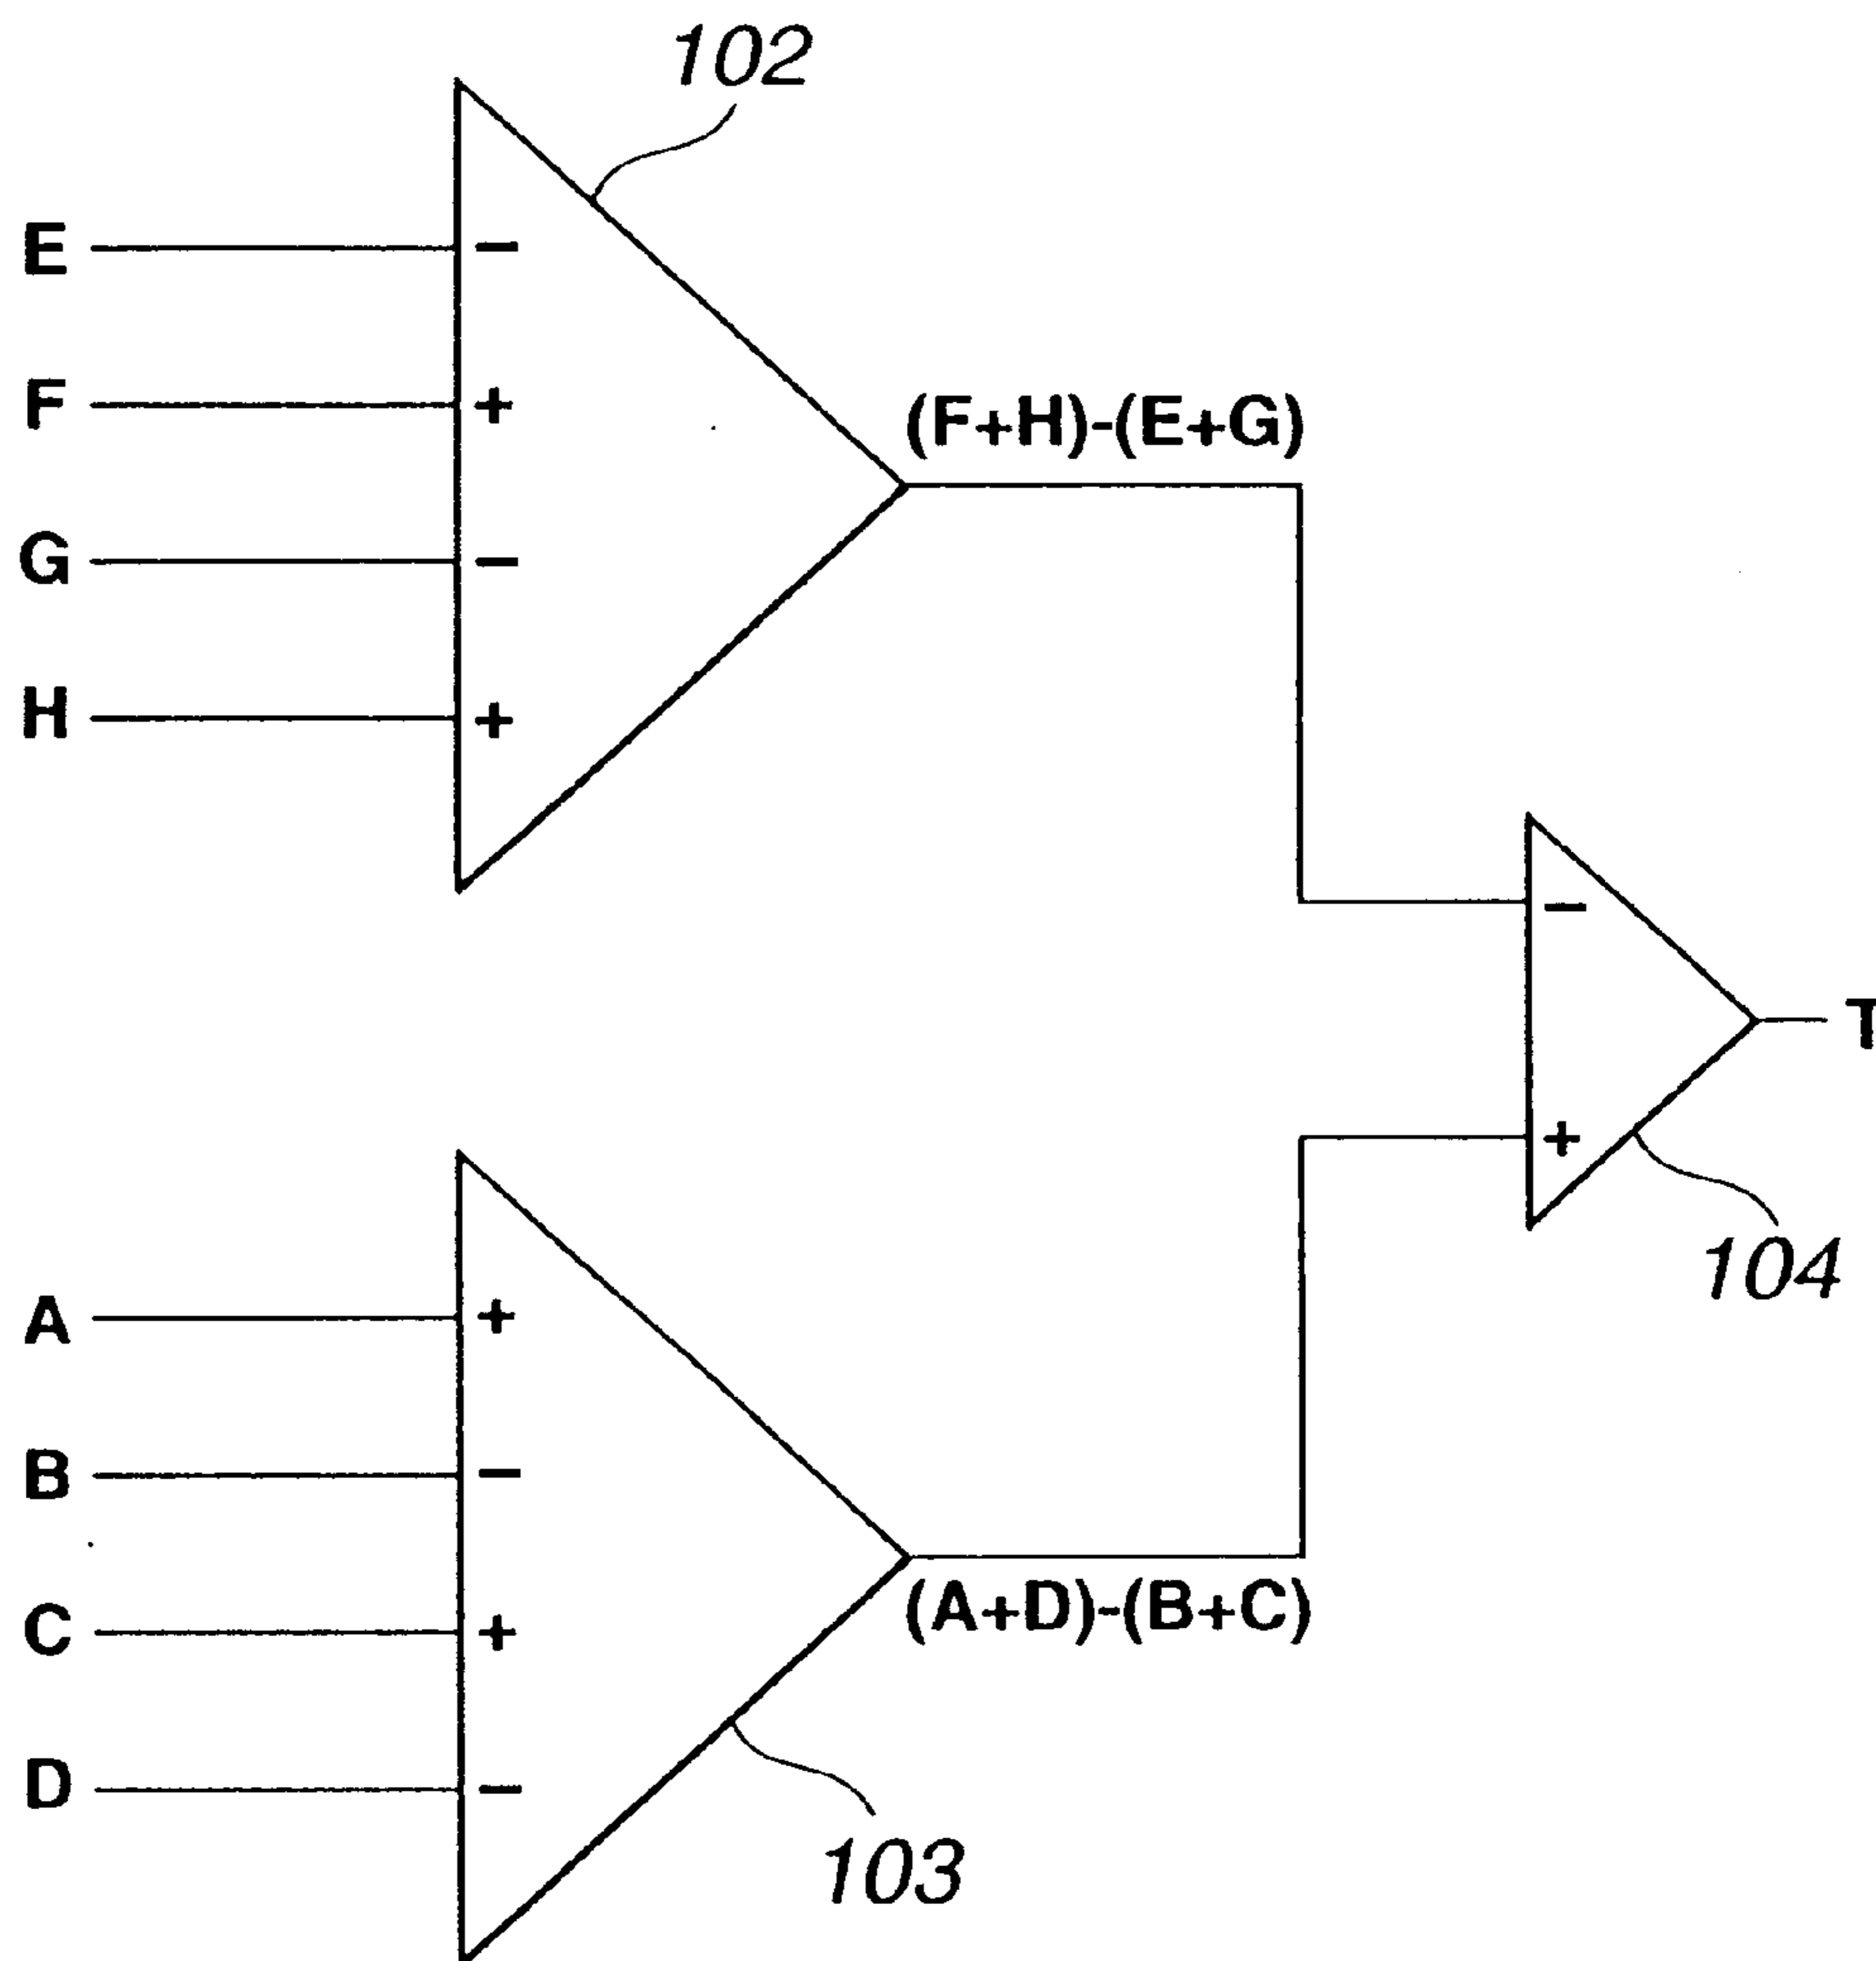 102
E
−
F
+
(F+H)-(E+G)
G
−
H
+
−
T
+
104
A
+
B
−
(A+D)-(B+C)
C
+
D
−
103